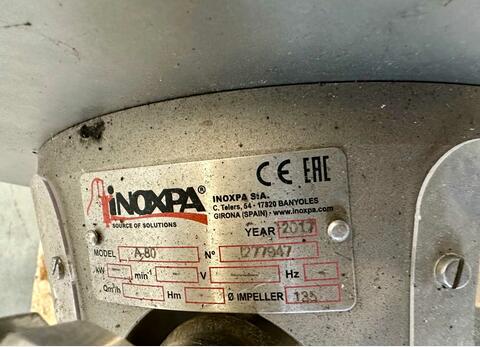 INOXPA®
SOURCE OF SOLUTIONS
CE EAC
INOXPA S.A.
C. Telers, 54 - 17820 BANYOLES
GIRONA (SPAIN) - www.inoxpa.com
YEAR 2017
MODEL A-80 Nº 1277947
kW - min⁻¹ - V Hz -
Qm³/h - Hm - Ø IMPELLER 135